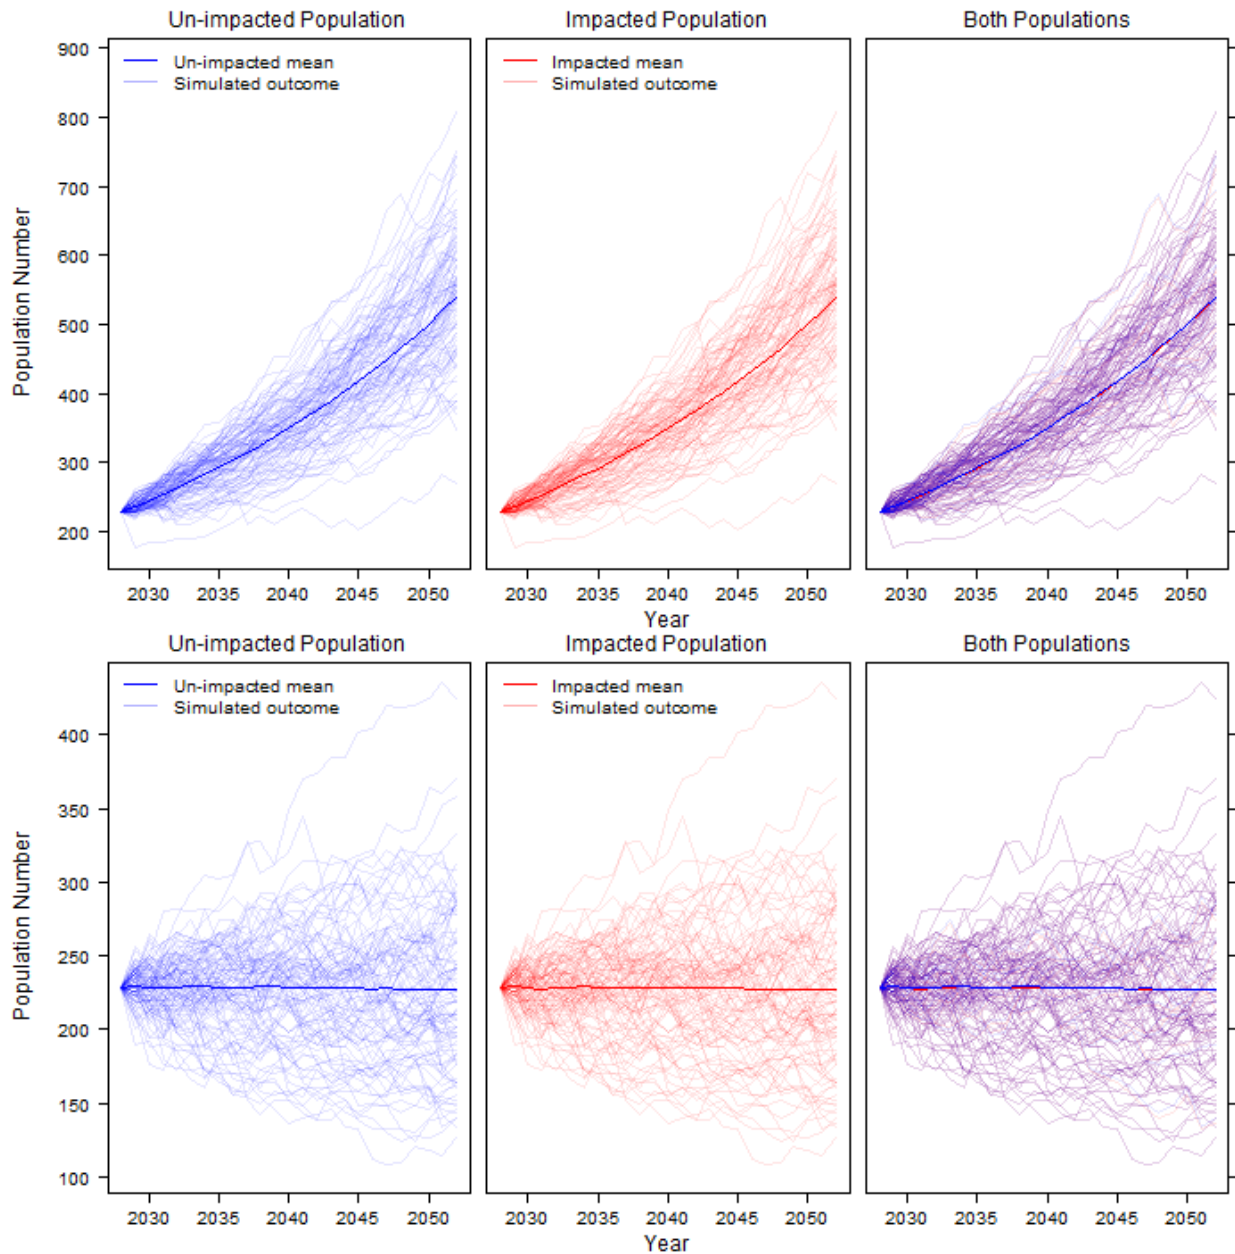 Un-impacted Population Impacted Population Both Populations
Un-impacted mean
Simulated outcome
Impacted mean
Simulated outcome
Population Number
900
800
700
600
500
400
300
200
2030 2035 2040 2045 2050 2030 2035 2040 2045 2050 2030 2035 2040 2045 2050
Year
Un-impacted Population Impacted Population Both Populations
Un-impacted mean
Simulated outcome
Impacted mean
Simulated outcome
Population Number
400
350
300
250
200
150
100
2030 2035 2040 2045 2050 2030 2035 2040 2045 2050 2030 2035 2040 2045 2050
Year